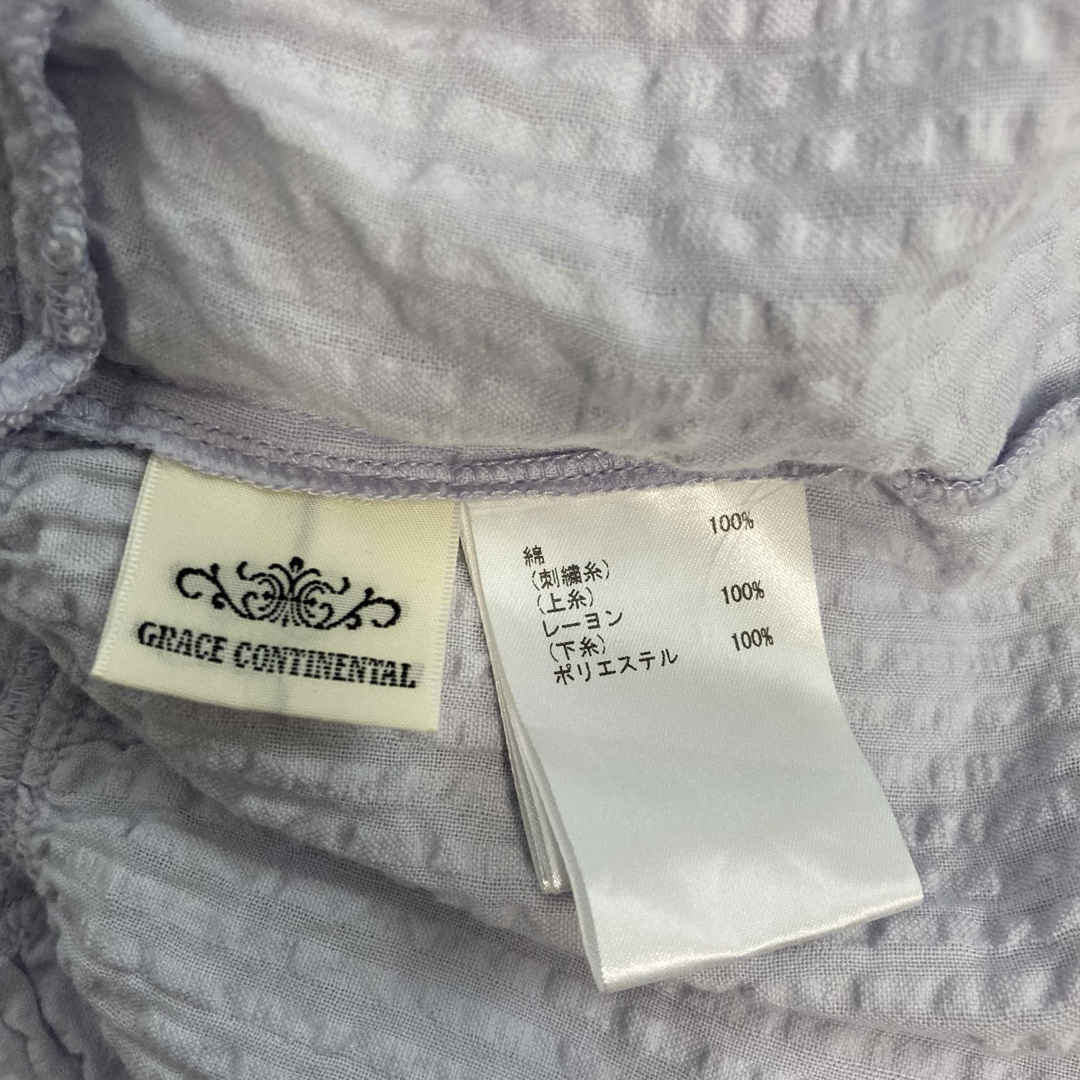 GRACE CONTINENTAL
綿 100%
(刺繍糸)
(上糸)
レーヨン 100%
(下糸)
ポリエステル 100%